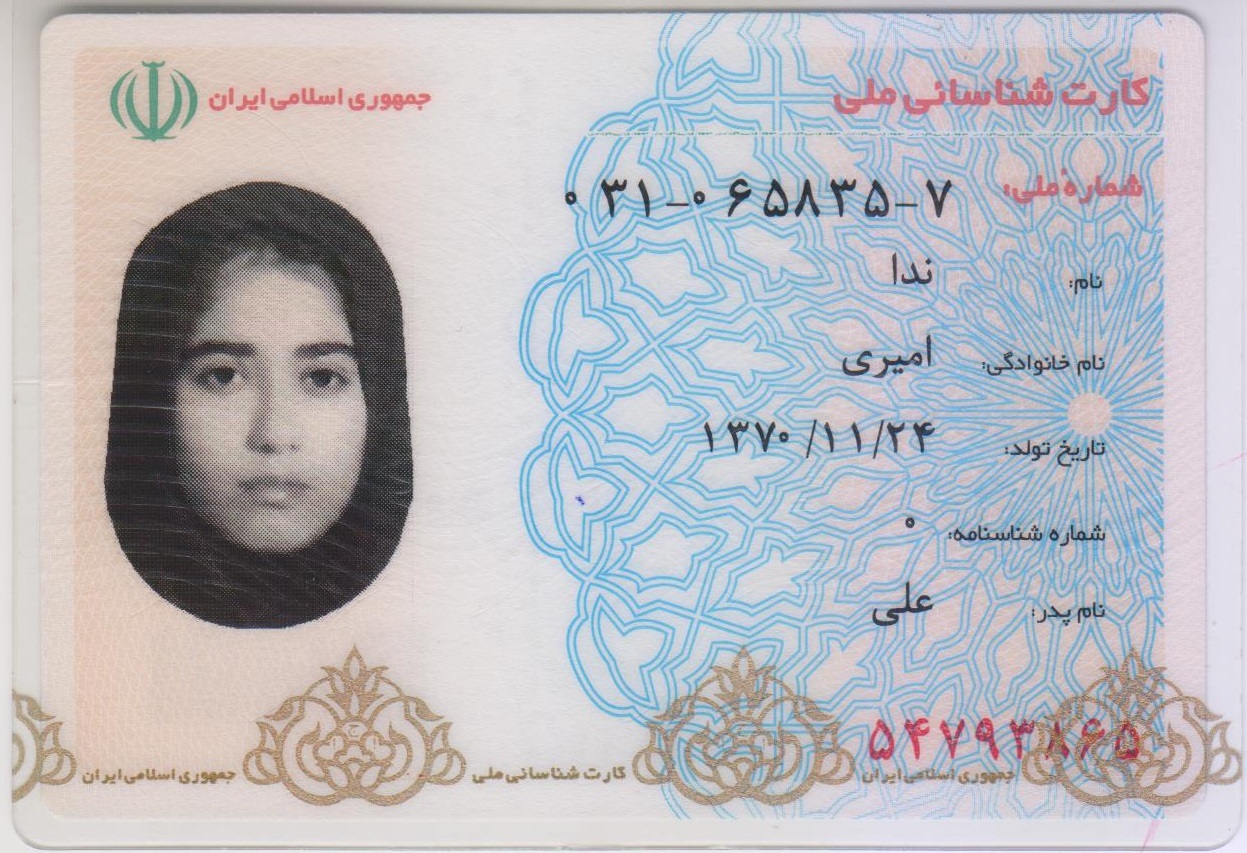 کارت شناسائی ملی
جمهوری اسلامی ایران
شماره ملی: ۰۳۱-۰۶۵۸۳۵-۷
نام: ندا
نام خانوادگی: امیری
تاریخ تولد: ۱۳۷۰/۱۱/۲۴
شماره شناسنامه: ۰
نام پدر: علی
۵۴۷۹۳۸۶۵
جمهوری اسلامی ایران کارت شناسائی ملی جمهوری اسلامی ایران